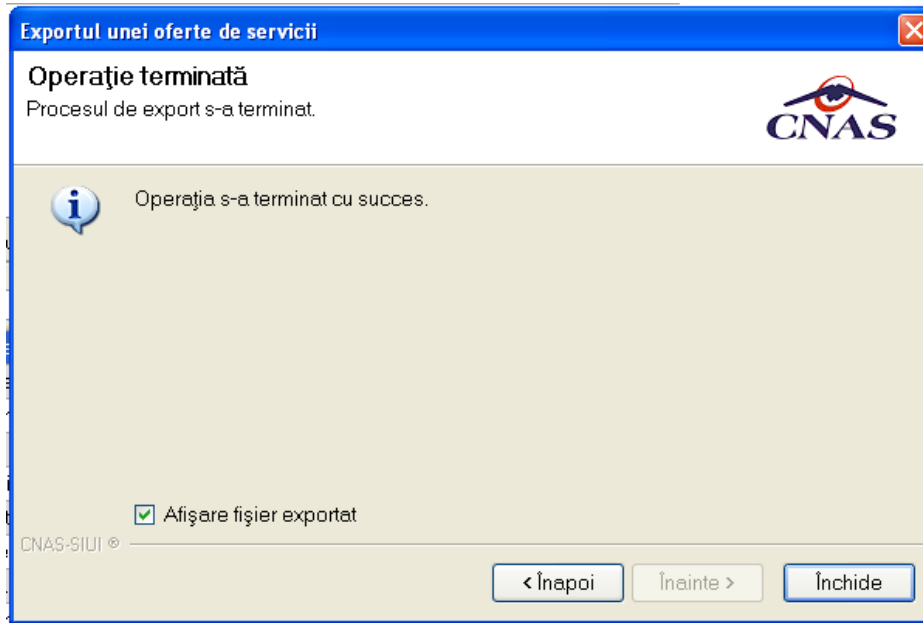 Exportul unei oferte de servicii
Operaţie terminată
Procesul de export s-a terminat.
CNAS
Operaţia s-a terminat cu succes.
Afişare fişier exportat
CNAS-SIUI ®
< Înapoi
Înainte >
Închide